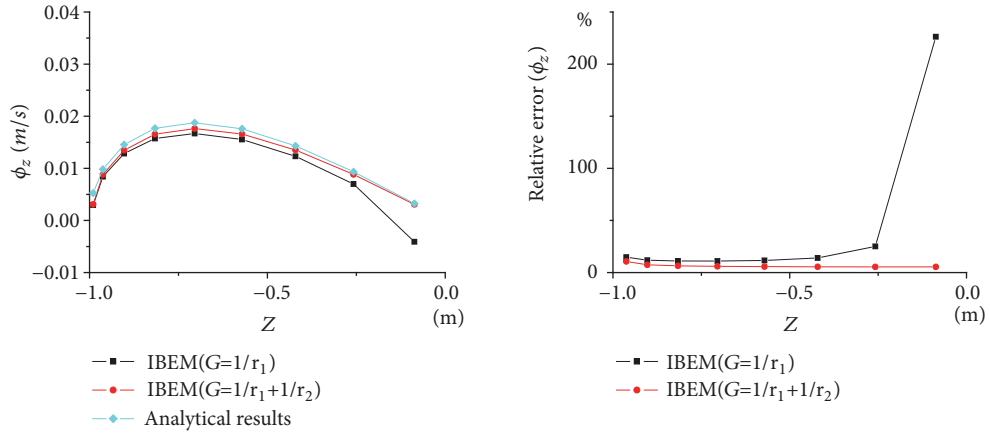 0.04
0.03
0.02
0.01
0.00
−0.01
ϕz (m/s)
−1.0
−0.5
0.0
Z
(m)
IBEM(G=1/r1)
IBEM(G=1/r1+1/r2)
Analytical results
%
200
100
0
Relative error (ϕz)
−1.0
−0.5
0.0
Z
(m)
IBEM(G=1/r1)
IBEM(G=1/r1+1/r2)